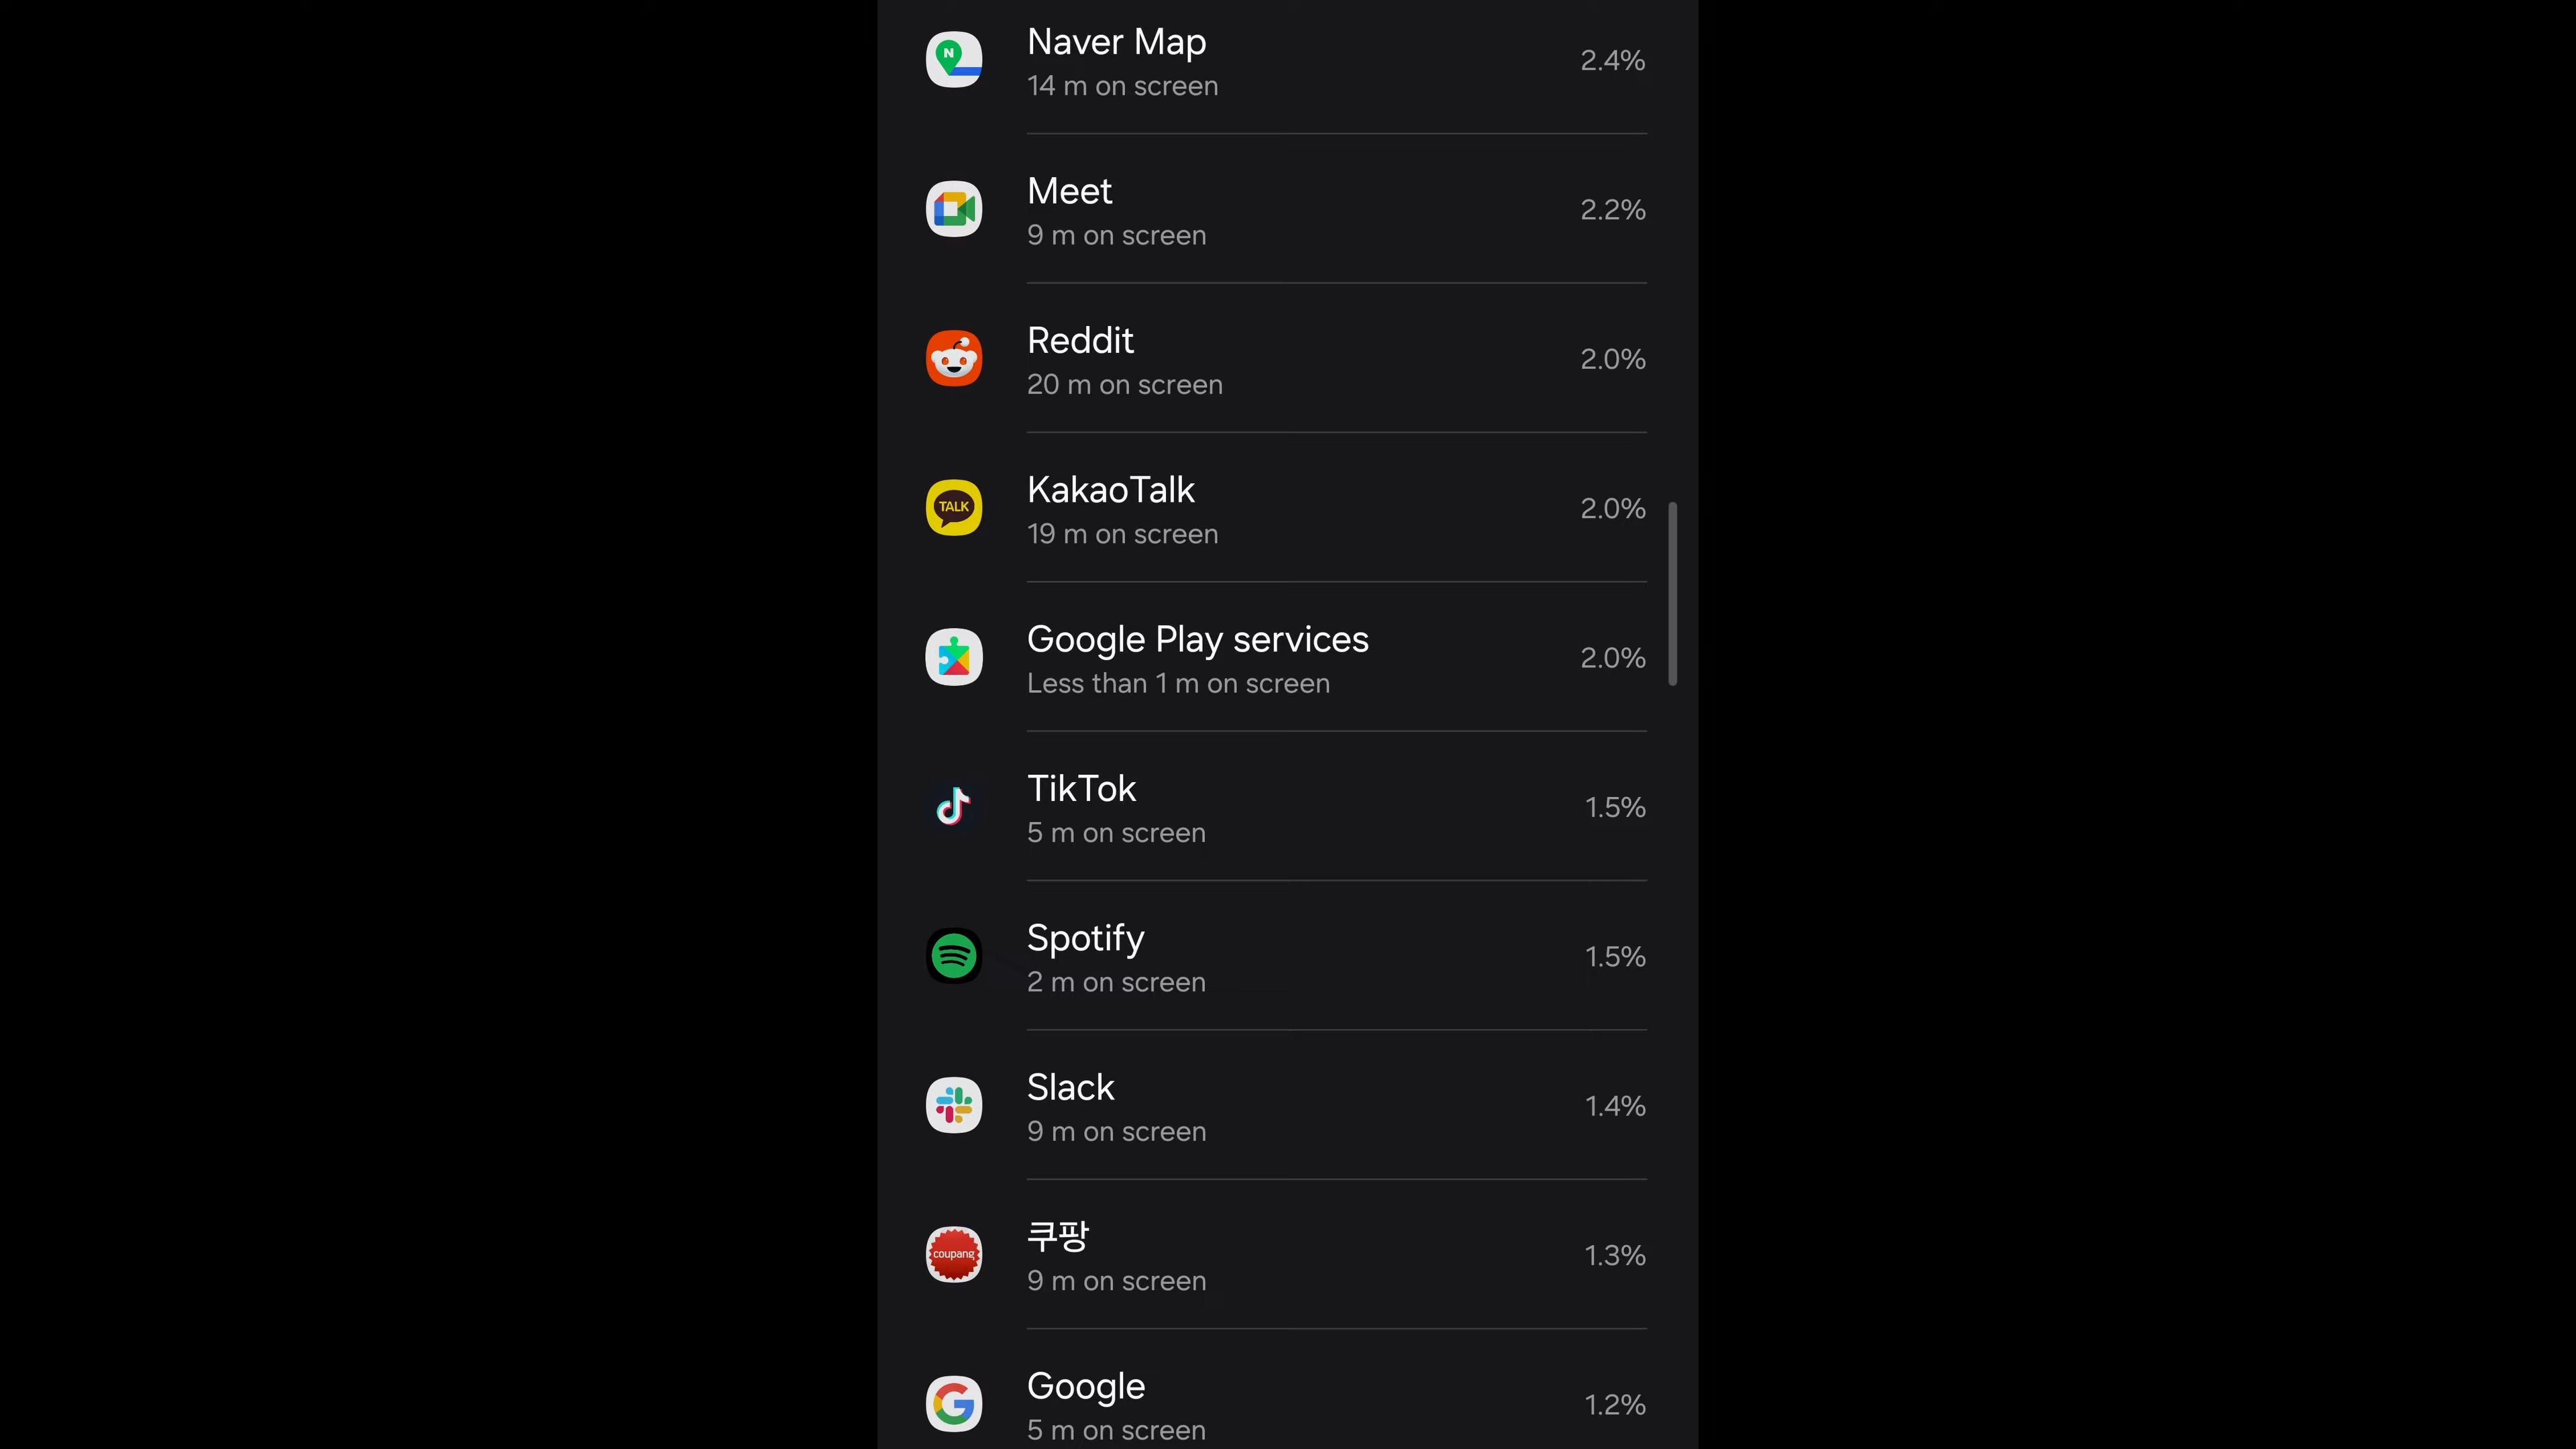 Naver Map
14 m on screen
2.4%
Meet
9 m on screen
2.2%
Reddit
20 m on screen
2.0%
TALK
KakaoTalk
19 m on screen
2.0%
Google Play services
Less than 1 m on screen
2.0%
TikTok
5 m on screen
1.5%
Spotify
2 m on screen
1.5%
Slack
9 m on screen
1.4%
coupang
쿠팡
9 m on screen
1.3%
Google
5 m on screen
1.2%